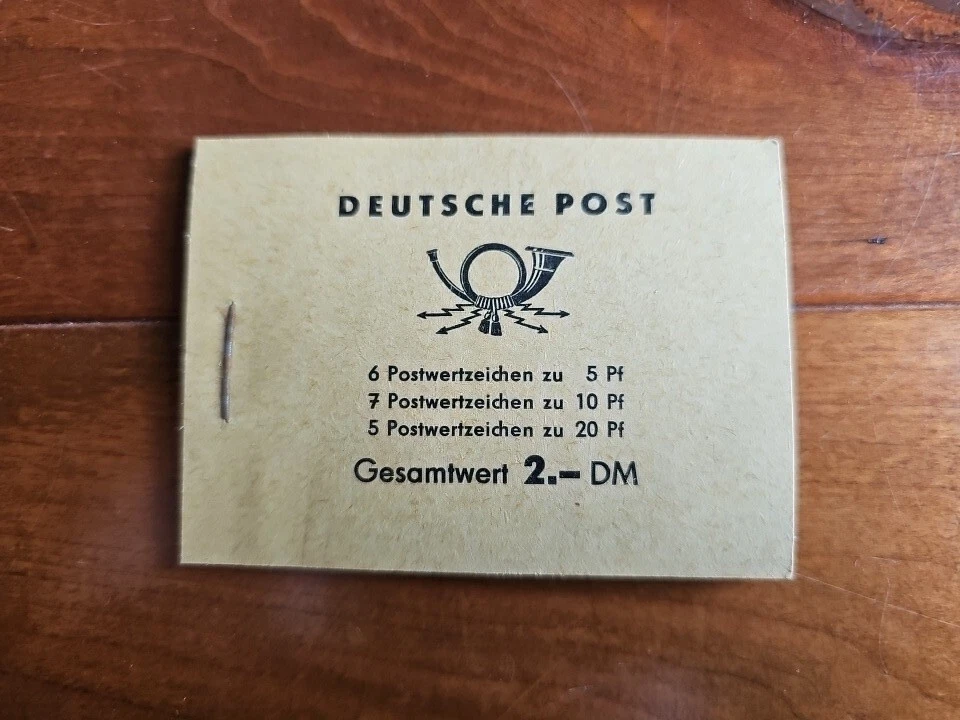 DEUTSCHE POST
6 Postwertzeichen zu 5 Pf
7 Postwertzeichen zu 10 Pf
5 Postwertzeichen zu 20 Pf
Gesamtwert 2.– DM